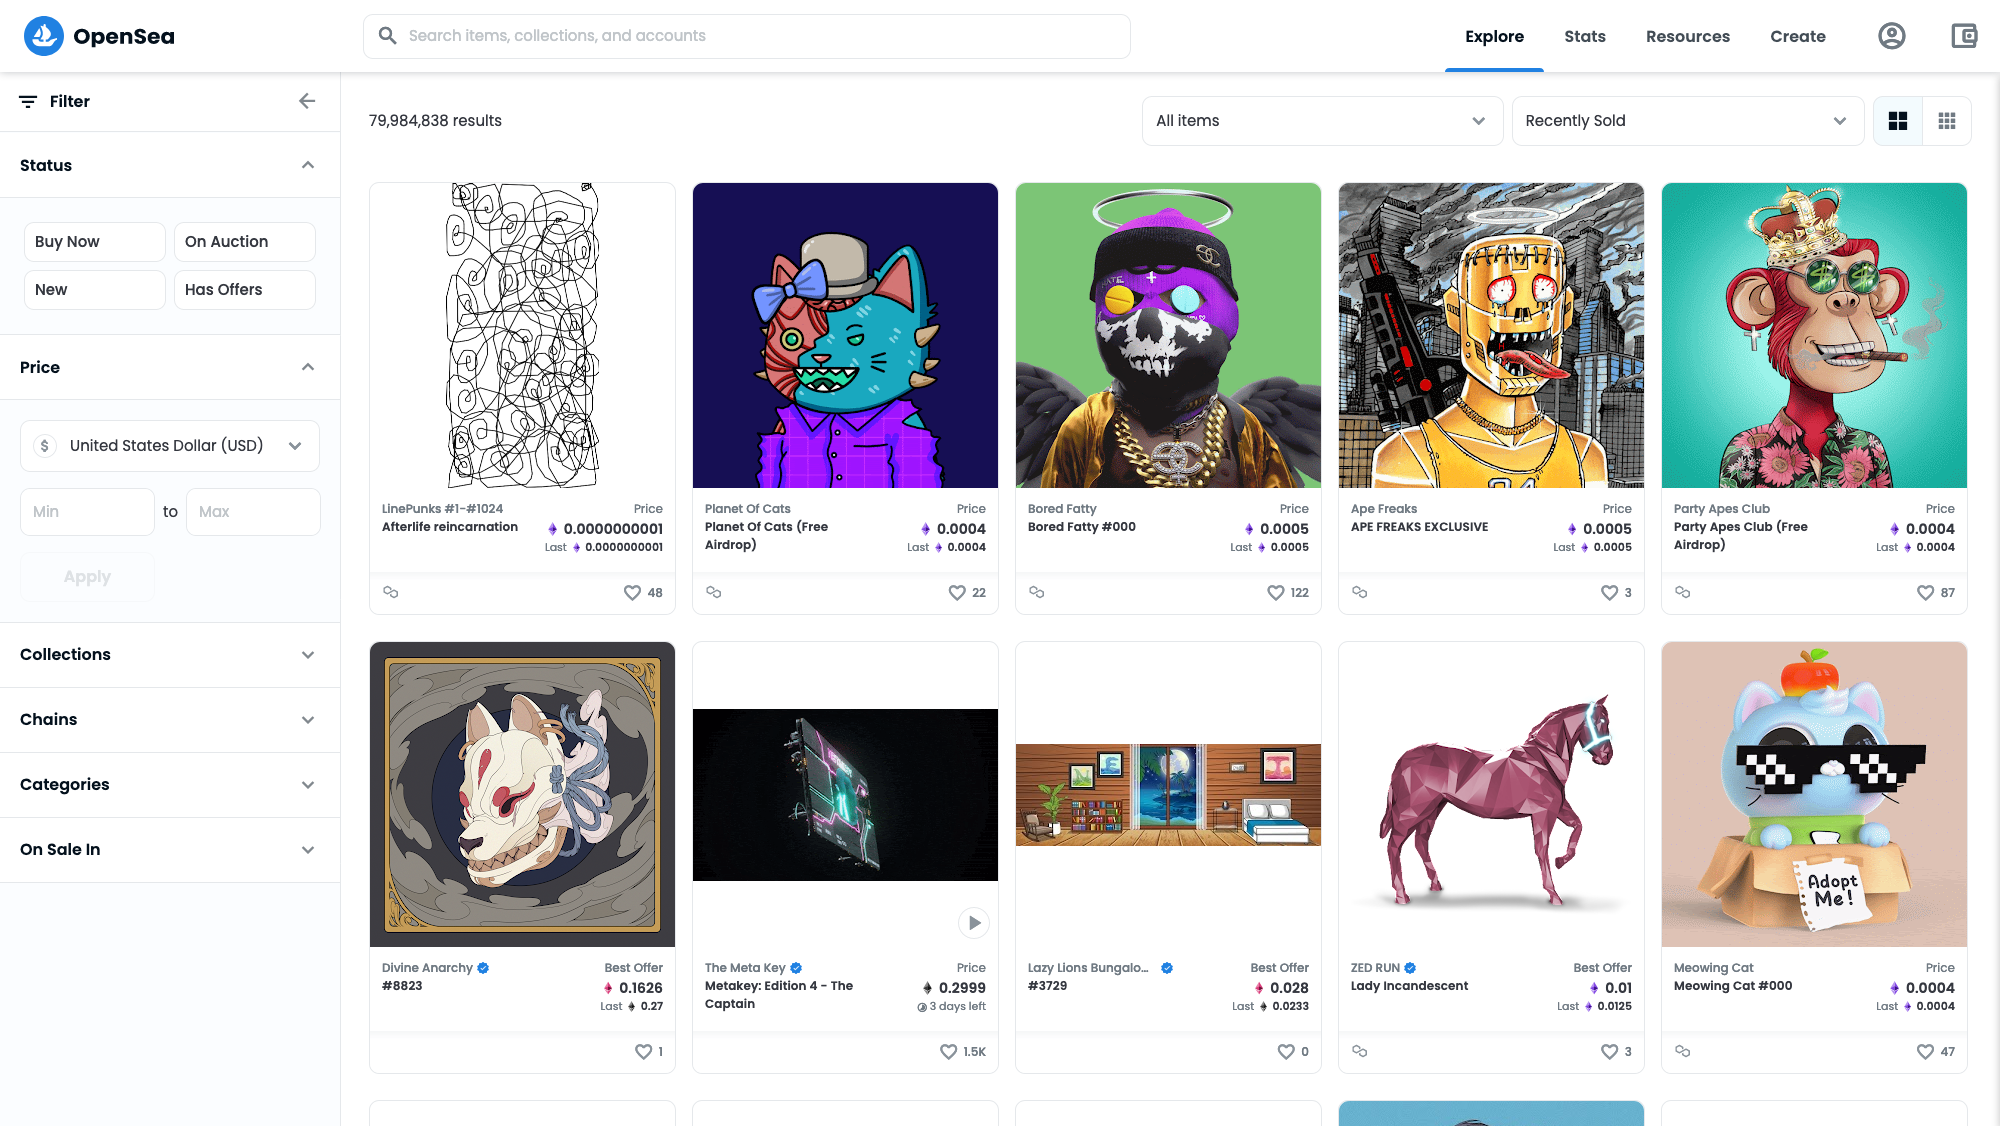 OpenSea
Search items, collections, and accounts
Explore
Stats
Resources
Create
Filter
79,984,838 results
All items
Recently Sold
Status
Buy Now
On Auction
New
Has Offers
Price
$ United States Dollar (USD)
Min to Max
Apply
Collections
Chains
Categories
On Sale In
LinePunks #1-#1024
Price
Afterlife reincarnation
0.0000000001
Last 0.0000000001
48
Planet Of Cats
Price
Planet Of Cats (Free
Airdrop)
0.0004
Last 0.0004
22
Bored Fatty
Price
Bored Fatty #000
0.0005
Last 0.0005
122
Ape Freaks
Price
APE FREAKS EXCLUSIVE
0.0005
Last 0.0005
3
Party Apes Club
Price
Party Apes Club (Free
Airdrop)
0.0004
Last 0.0004
87
Divine Anarchy
Best Offer
#8823
0.1626
Last 0.27
1
The Meta Key
Price
Metakey: Edition 4 - The
Captain
0.2999
3 days left
1.5K
Lazy Lions Bungalo...
Best Offer
#3729
0.028
Last 0.0233
0
ZED RUN
Best Offer
Lady Incandescent
0.01
Last 0.0125
3
Adopt
Me!
Meowing Cat
Price
Meowing Cat #000
0.0004
Last 0.0004
47